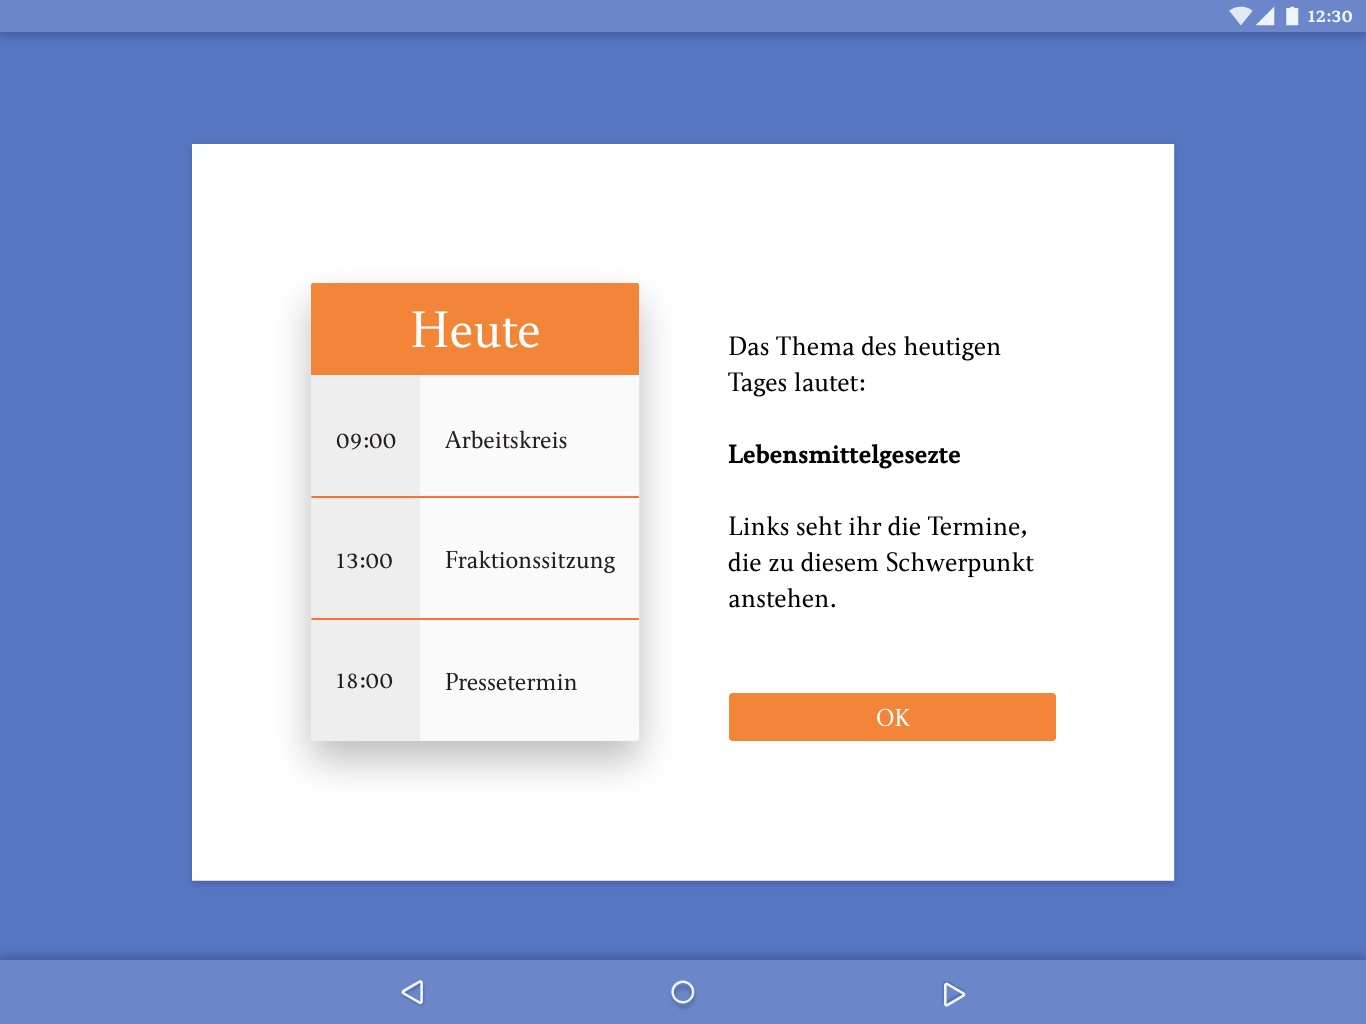 12:30
Heute
09:00 Arbeitskreis
13:00 Fraktionssitzung
18:00 Pressetermin
Das Thema des heutigen
Tages lautet:
Lebensmittelgesezte
Links seht ihr die Termine,
die zu diesem Schwerpunkt
anstehen.
OK